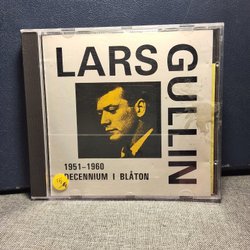 LARS
GULLIN
1951–1960
DECENNIUM I BLÅTON